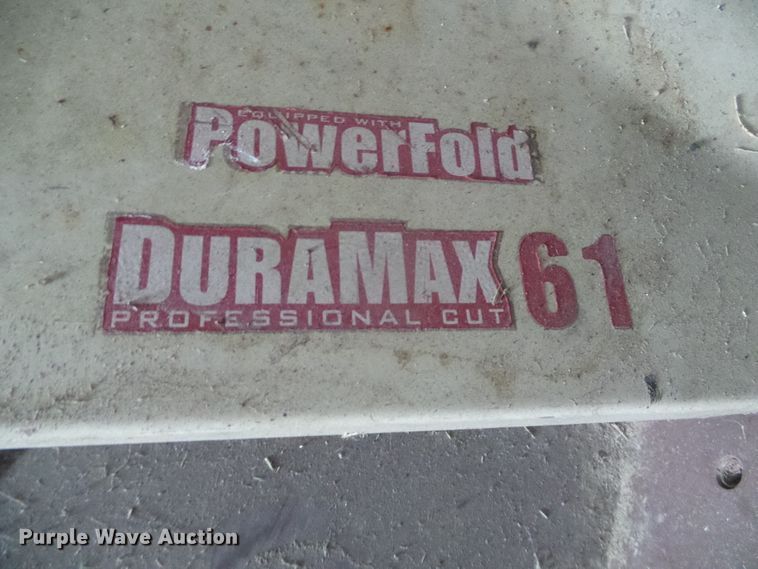 EQUIPPED WITH
PowerFold
DURAMAX 61
PROFESSIONAL CUT
Purple Wave Auction